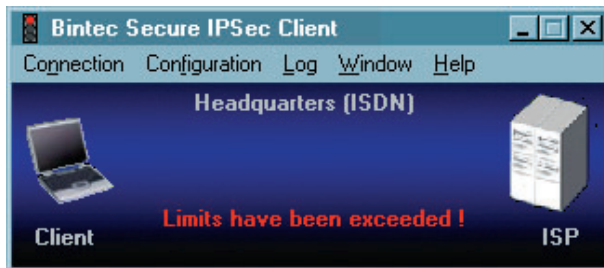 Bintec Secure IPSec Client
Connection Configuration Log Window Help
Headquarters (ISDN)
Limits have been exceeded !
Client
ISP